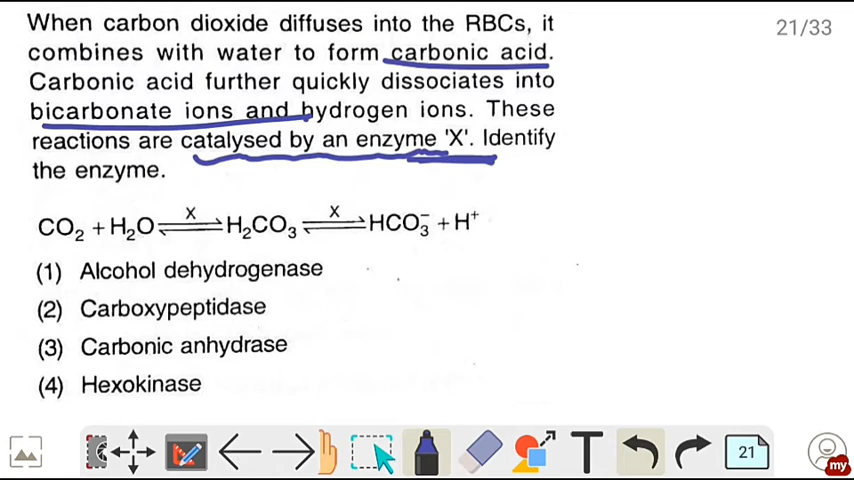 When carbon dioxide diffuses into the RBCs, it
21/33
combines with water to form carbonic acid.
Carbonic acid further quickly dissociates into
bicarbonate ions and hydrogen ions. These
reactions are catalysed by an enzyme 'X'. Identify
the enzyme.
CO₂ + H₂O ⇌ˣ H₂CO₃ ⇌ˣ HCO₃⁻ + H⁺
(1) Alcohol dehydrogenase
(2) Carboxypeptidase
(3) Carbonic anhydrase
(4) Hexokinase
T
21
my